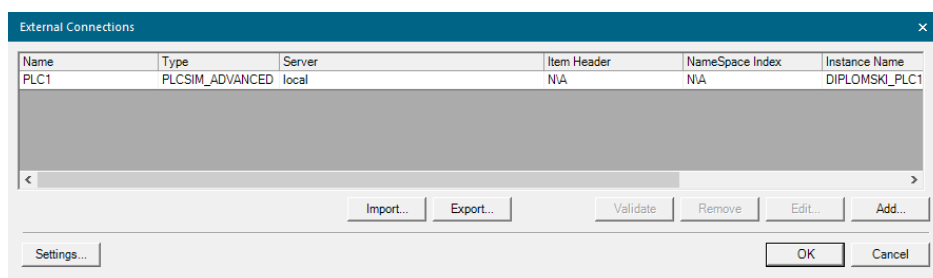 External Connections
Name Type Server Item Header NameSpace Index Instance Name
PLC1 PLCSIM_ADVANCED local N\A N\A DIPLOMSKI_PLC1
Import... Export... Validate Remove Edit... Add...
Settings... OK Cancel